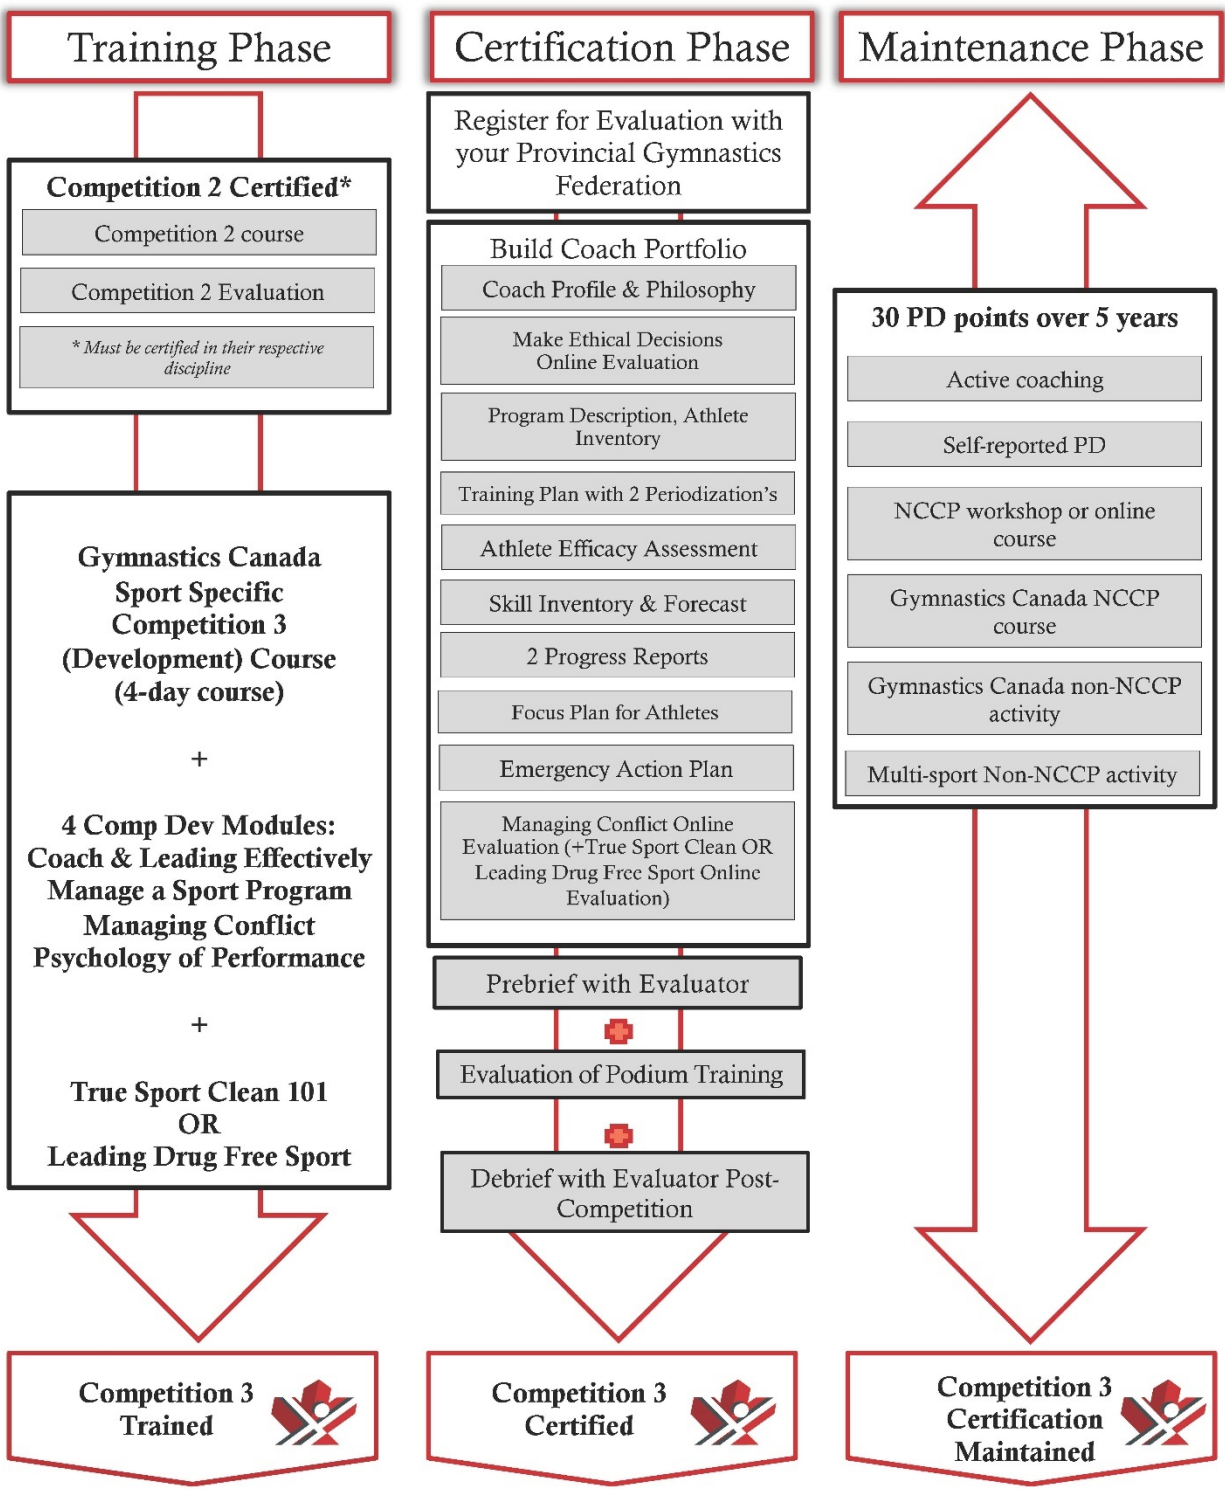 Training Phase
Competition 2 Certified*
Competition 2 course
Competition 2 Evaluation
* Must be certified in their respective
discipline
Gymnastics Canada
Sport Specific
Competition 3
(Development) Course
(4-day course)
+
4 Comp Dev Modules:
Coach & Leading Effectively
Manage a Sport Program
Managing Conflict
Psychology of Performance
+
True Sport Clean 101
OR
Leading Drug Free Sport
Competition 3
Trained
Certification Phase
Register for Evaluation with
your Provincial Gymnastics
Federation
Build Coach Portfolio
Coach Profile & Philosophy
Make Ethical Decisions
Online Evaluation
Program Description, Athlete
Inventory
Training Plan with 2 Periodization's
Athlete Efficacy Assessment
Skill Inventory & Forecast
2 Progress Reports
Focus Plan for Athletes
Emergency Action Plan
Managing Conflict Online
Evaluation (+True Sport Clean OR
Leading Drug Free Sport Online
Evaluation)
Prebrief with Evaluator
Evaluation of Podium Training
Debrief with Evaluator Post-
Competition
Competition 3
Certified
Maintenance Phase
30 PD points over 5 years
Active coaching
Self-reported PD
NCCP workshop or online
course
Gymnastics Canada NCCP
course
Gymnastics Canada non-NCCP
activity
Multi-sport Non-NCCP activity
Competition 3
Certification
Maintained